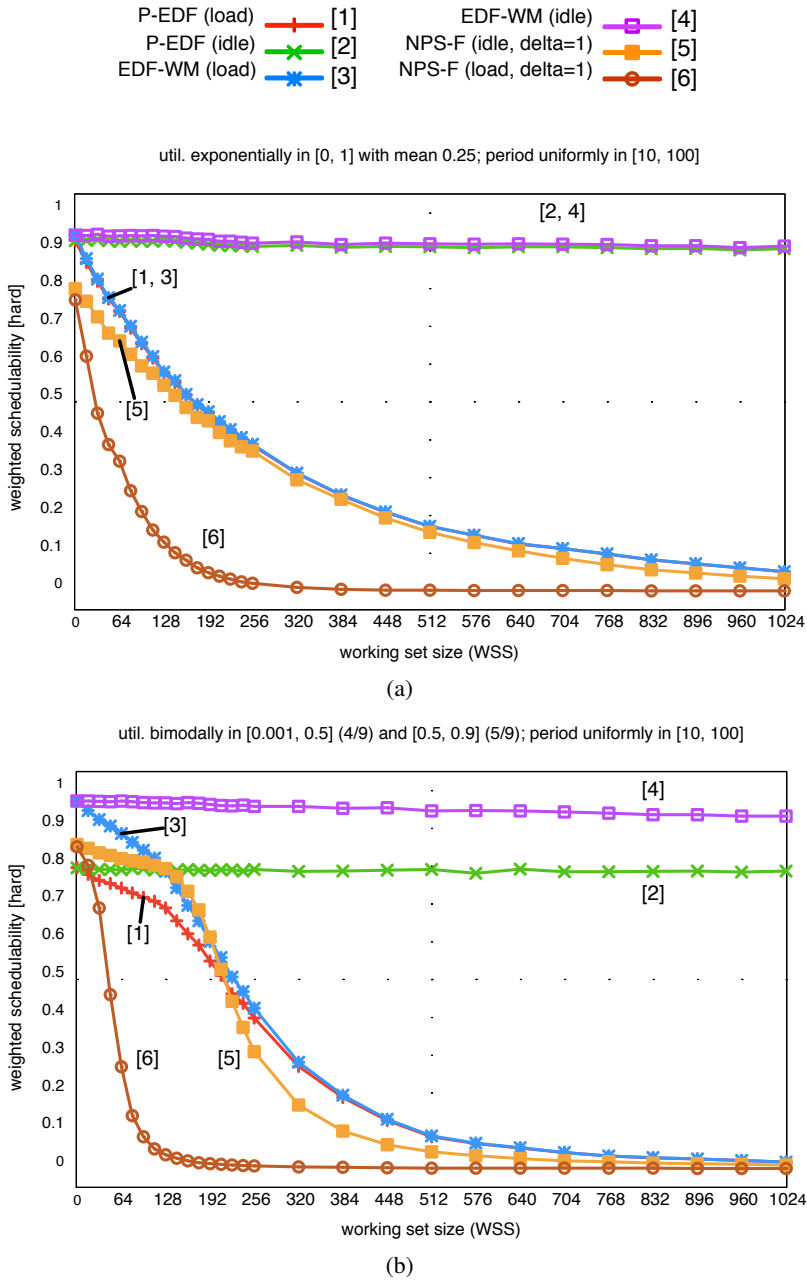 P-EDF (load) [1]
P-EDF (idle) [2]
EDF-WM (load) [3]
EDF-WM (idle) [4]
NPS-F (idle, delta=1) [5]
NPS-F (load, delta=1) [6]
util. exponentially in [0, 1] with mean 0.25; period uniformly in [10, 100]
weighted schedulability [hard]
1
0.9
0.8
0.7
0.6
0.5
0.4
0.3
0.2
0.1
0
[2, 4]
[1, 3]
[5]
[6]
0 64 128 192 256 320 384 448 512 576 640 704 768 832 896 960 1024
working set size (WSS)
(a)
util. bimodally in [0.001, 0.5] (4/9) and [0.5, 0.9] (5/9); period uniformly in [10, 100]
weighted schedulability [hard]
1
0.9
0.8
0.7
0.6
0.5
0.4
0.3
0.2
0.1
0
[4]
[3]
[2]
[1]
[6]
[5]
0 64 128 192 256 320 384 448 512 576 640 704 768 832 896 960 1024
working set size (WSS)
(b)